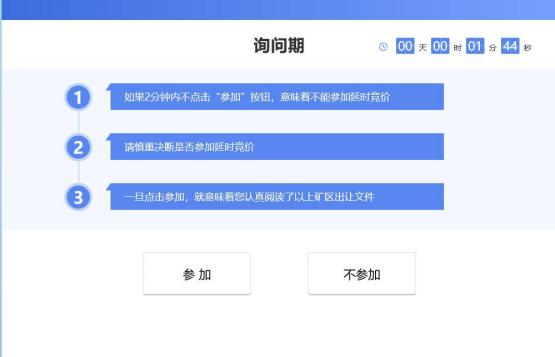 询问期
00 天 00 时 01 分 44 秒
1 如果2分钟内不点击“参加”按钮，意味着不能参加延时竞价
2 请慎重决断是否参加延时竞价
3 一旦点击参加，就意味着您认真阅读了以上矿区出让文件
参 加
不参加